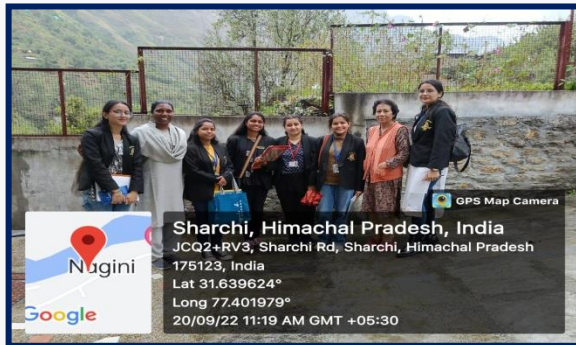 GPS Map Camera
Sharchi, Himachal Pradesh, India
JCQ2+RV3, Sharchi Rd, Sharchi, Himachal Pradesh
175123, India
Lat 31.639624°
Long 77.401979°
20/09/22 11:19 AM GMT +05:30
Nagini
Google